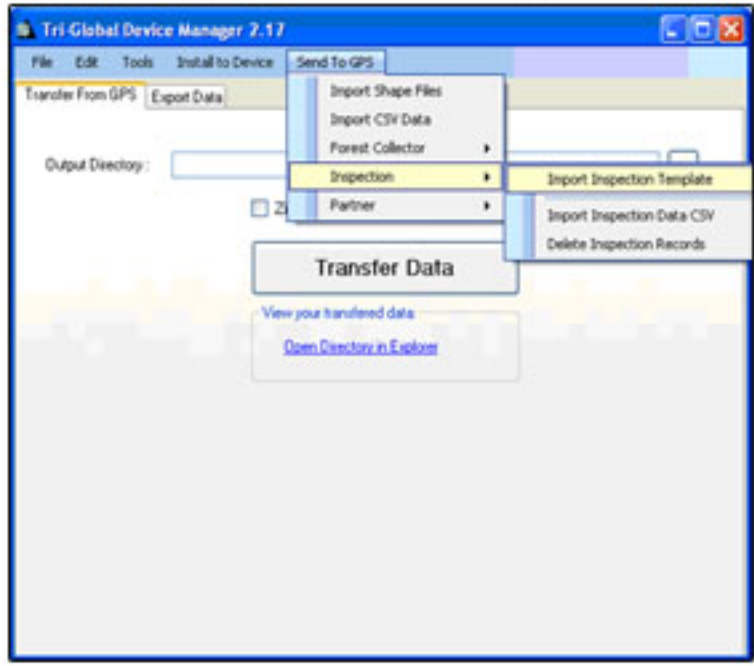 Tri-Global Device Manager 2.17
File Edit Tools Install to Device Send To GPS
Transfer From GPS Export Data
Import Shape Files
Import CSV Data
Forest Collector
Output Directory:
Inspection
Import Inspection Template
Partner
Import Inspection Data CSV
Delete Inspection Records
Transfer Data
View your transfered data
Open Directory in Explorer